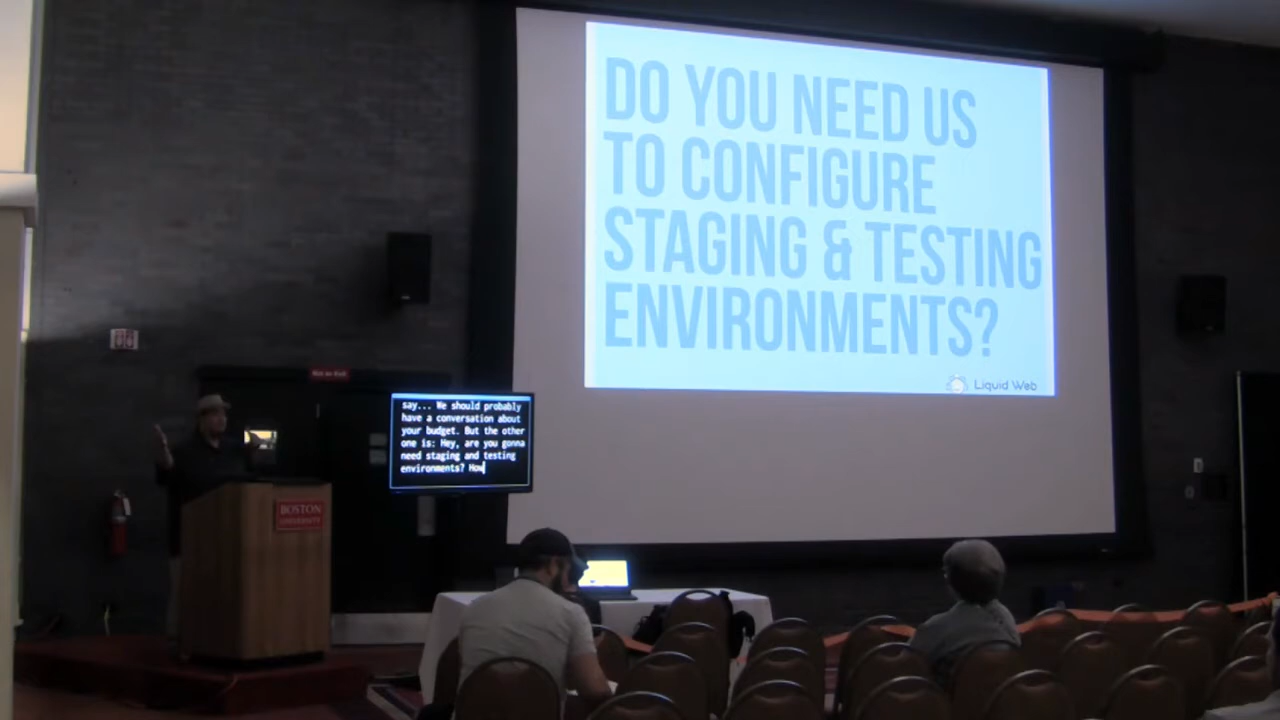 DO YOU NEED US
TO CONFIGURE
STAGING & TESTING
ENVIRONMENTS?
Liquid Web
say... We should probably
have a conversation about
your budget. But the other
one is: Hey, are you gonna
need staging and testing
environments? How
BOSTON
UNIVERSITY